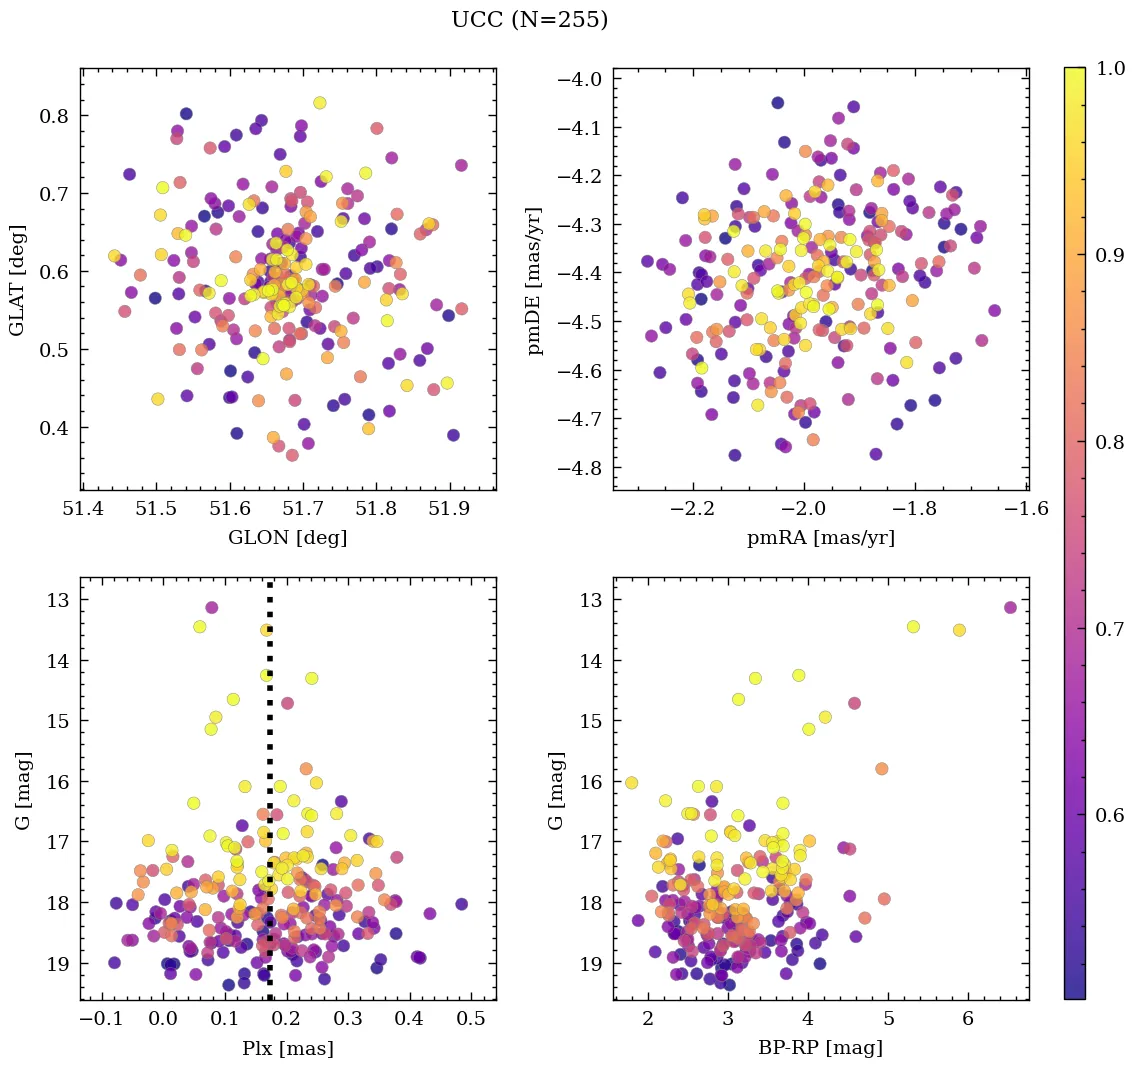 UCC (N=255)
0.8
0.7
0.6
0.5
0.4
GLAT [deg]
51.4 51.5 51.6 51.7 51.8 51.9
GLON [deg]
−4.0
−4.1
−4.2
−4.3
−4.4
−4.5
−4.6
−4.7
−4.8
pmDE [mas/yr]
−2.2 −2.0 −1.8 −1.6
pmRA [mas/yr]
13
14
15
16
17
18
19
G [mag]
−0.1 0.0 0.1 0.2 0.3 0.4 0.5
Plx [mas]
13
14
15
16
17
18
19
G [mag]
2 3 4 5 6
BP-RP [mag]
1.0
0.9
0.8
0.7
0.6